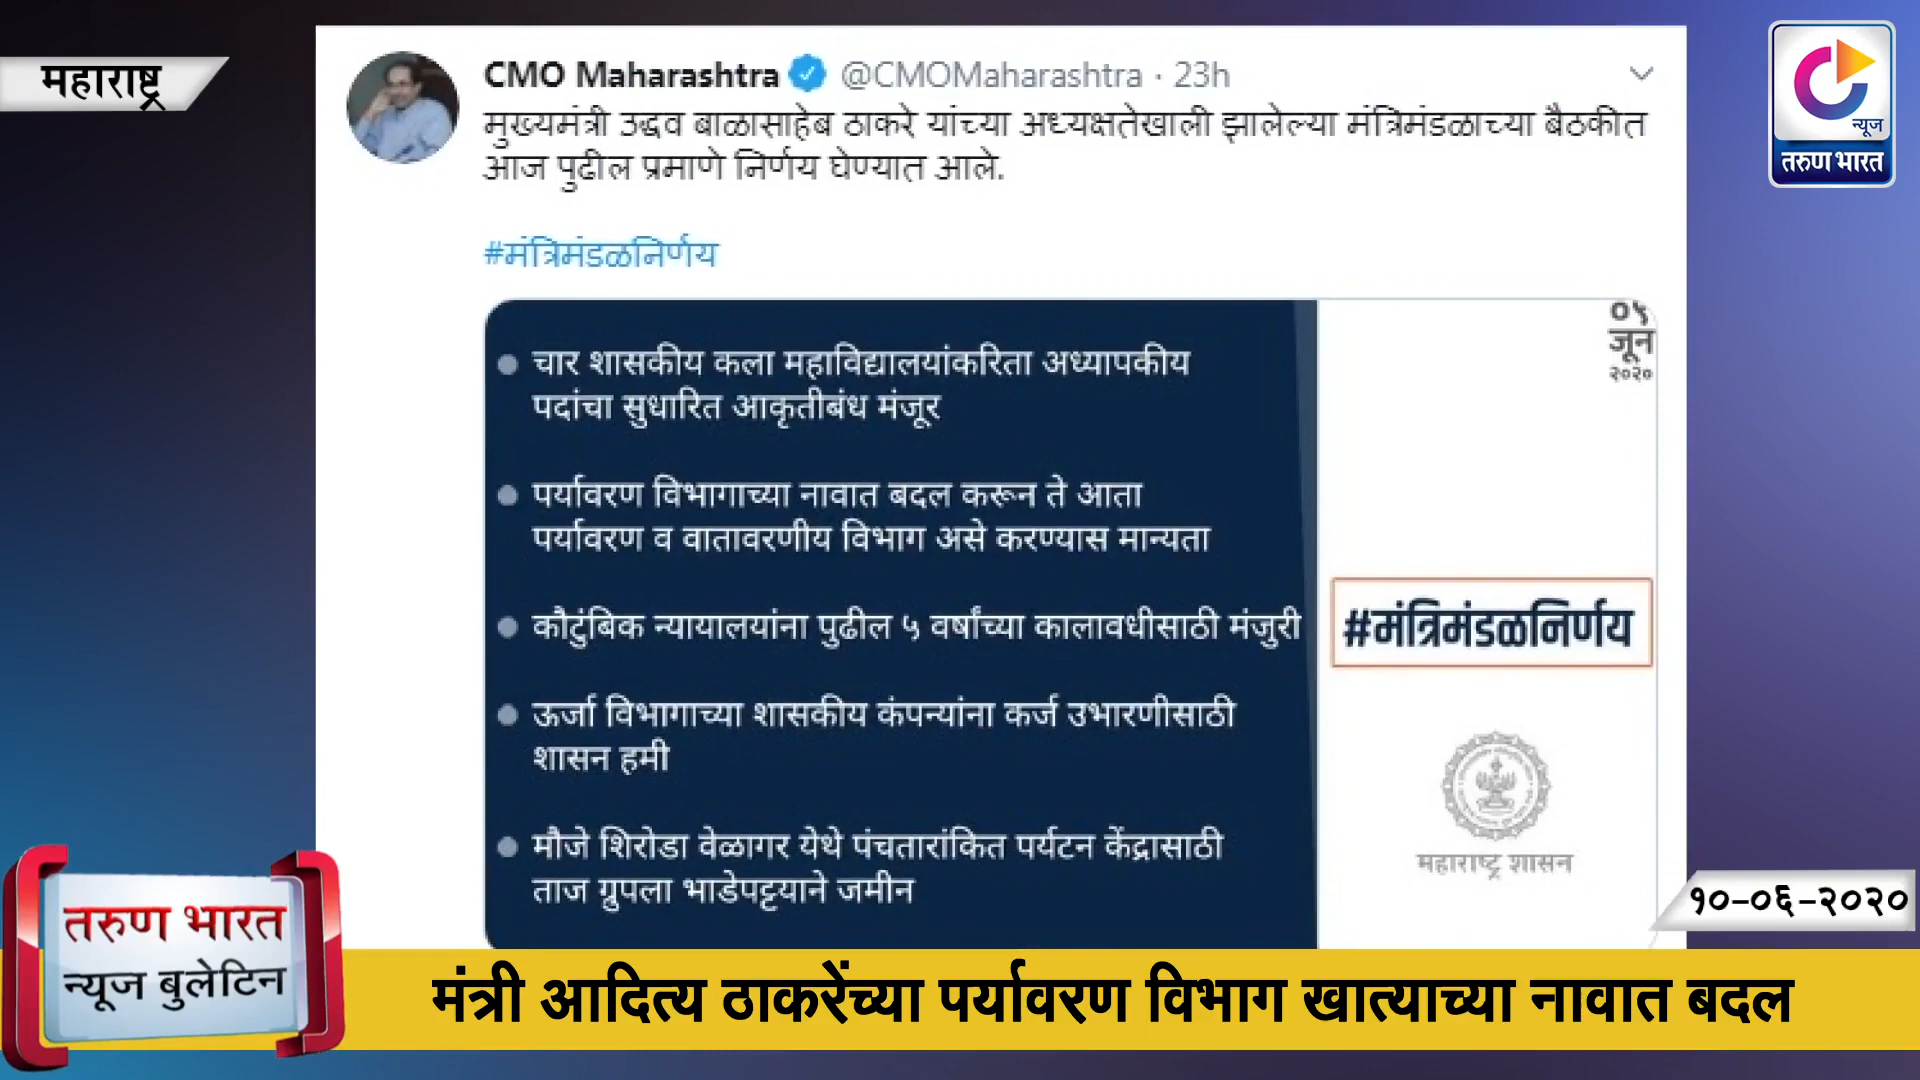 महाराष्ट्र
CMO Maharashtra @CMOMaharashtra · 23h
मुख्यमंत्री उद्धव बाळासाहेब ठाकरे यांच्या अध्यक्षतेखाली झालेल्या मंत्रिमंडळाच्या बैठकीत
आज पुढील प्रमाणे निर्णय घेण्यात आले.
#मंत्रिमंडळनिर्णय
चार शासकीय कला महाविद्यालयांकरिता अध्यापकीय
पदांचा सुधारित आकृतीबंध मंजूर
पर्यावरण विभागाच्या नावात बदल करून ते आता
पर्यावरण व वातावरणीय विभाग असे करण्यास मान्यता
कौटुंबिक न्यायालयांना पुढील ५ वर्षांच्या कालावधीसाठी मंजुरी
ऊर्जा विभागाच्या शासकीय कंपन्यांना कर्ज उभारणीसाठी
शासन हमी
मौजे शिरोडा वेळागर येथे पंचतारांकित पर्यटन केंद्रासाठी
ताज ग्रुपला भाडेपट्टयाने जमीन
०५
जून
२०२०
#मंत्रिमंडळनिर्णय
महाराष्ट्र शासन
न्यूज
तरुण भारत
१०-०६-२०२०
तरुण भारत
न्यूज बुलेटिन
मंत्री आदित्य ठाकरेंच्या पर्यावरण विभाग खात्याच्या नावात बदल